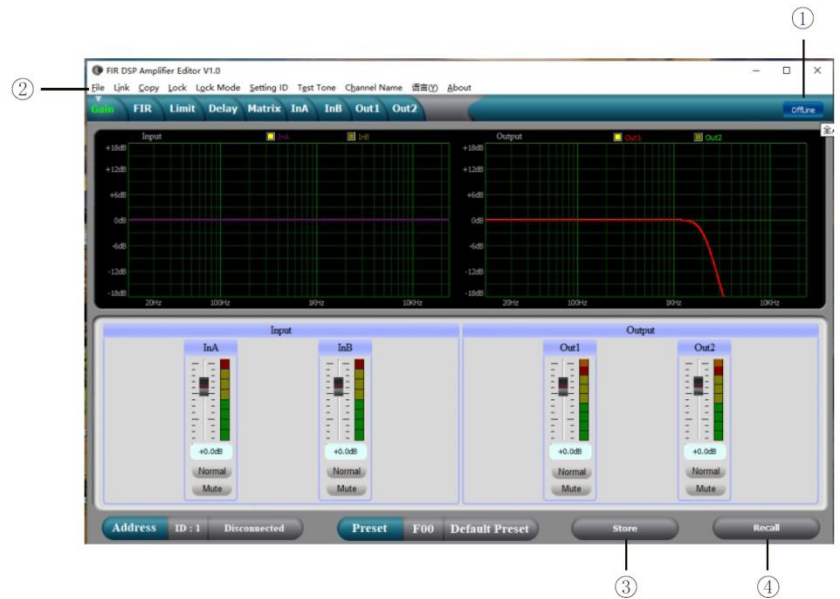 ①
FIR DSP Amplifier Editor V1.0
②
File Link Copy Lock Lock Mode Setting ID Test Tone Channel Name 语言(Y) About
Gain FIR Limit Delay Matrix InA InB Out1 Out2
OffLine
Input InA InB
+18dB
+12dB
+6dB
0dB
-6dB
-12dB
-18dB
20Hz 100Hz 1KHz 10KHz
Output Out1 Out2
+18dB
+12dB
+6dB
0dB
-6dB
-12dB
-18dB
20Hz 100Hz 1KHz 10KHz
Input
InA InB
+0.0dB +0.0dB
Normal Normal
Mute Mute
Output
Out1 Out2
+0.0dB +0.0dB
Normal Normal
Mute Mute
Address ID : 1 Disconnected
Preset F00 Default Preset
Store
Recall
③ ④